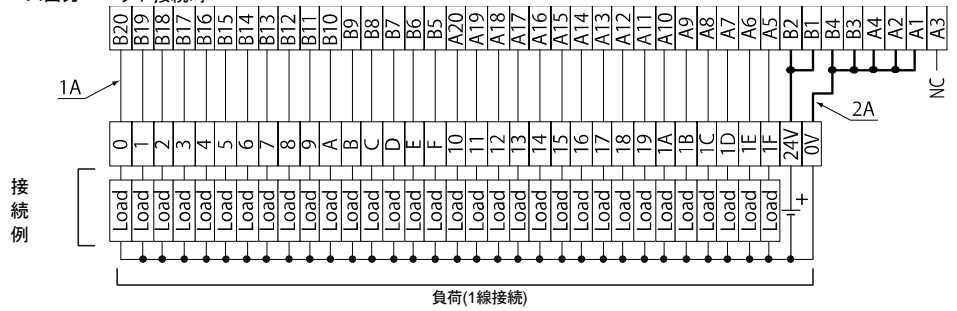 B20 B19 B18 B17 B16 B15 B14 B13 B12 B11 B10 B9 B8 B7 B6 B5 A20 A19 A18 A17 A16 A15 A14 A13 A12 A11 A10 A9 A8 A7 A6 A5 B2 B1 B4 B3 A4 A2 A1 A3
1A
2A
NC
0 1 2 3 4 5 6 7 8 9 A B C D E F 10 11 12 13 14 15 16 17 18 19 1A 1B 1C 1D 1E 1F 24V 0V
接続例
Load Load Load Load Load Load Load Load Load Load Load Load Load Load Load Load Load Load Load Load Load Load Load Load Load Load Load Load Load Load Load Load
+
負荷(1線接続)